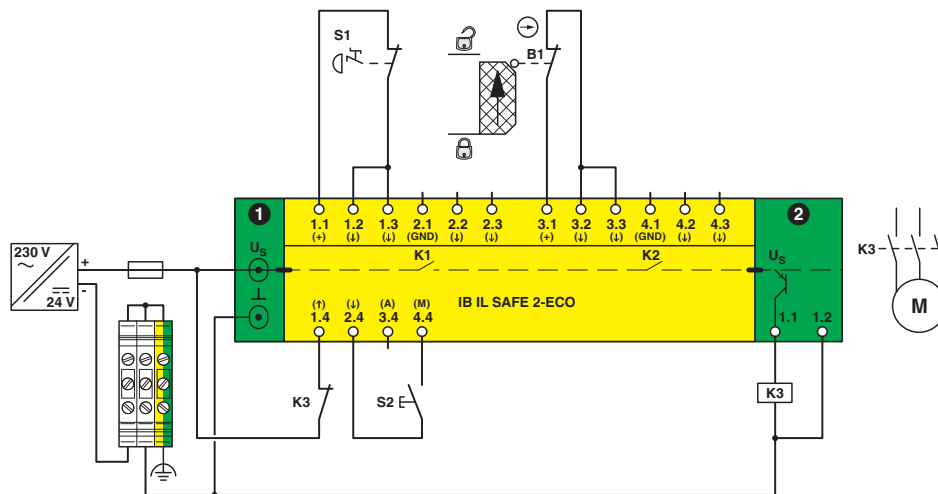 S1
B1
1
1.1 1.2 1.3 2.1 2.2 2.3 3.1 3.2 3.3 4.1 4.2 4.3
(+) (↓) (↓) (GND) (↓) (↓) (+) (↓) (↓) (GND) (↓) (↓)
2
230 V
~
24 V
+
-
US
K1
K2
US
K3
M
IB IL SAFE 2-ECO
(↑) (↓) (A) (M)
1.4 2.4 3.4 4.4
1.1 1.2
K3
S2
K3